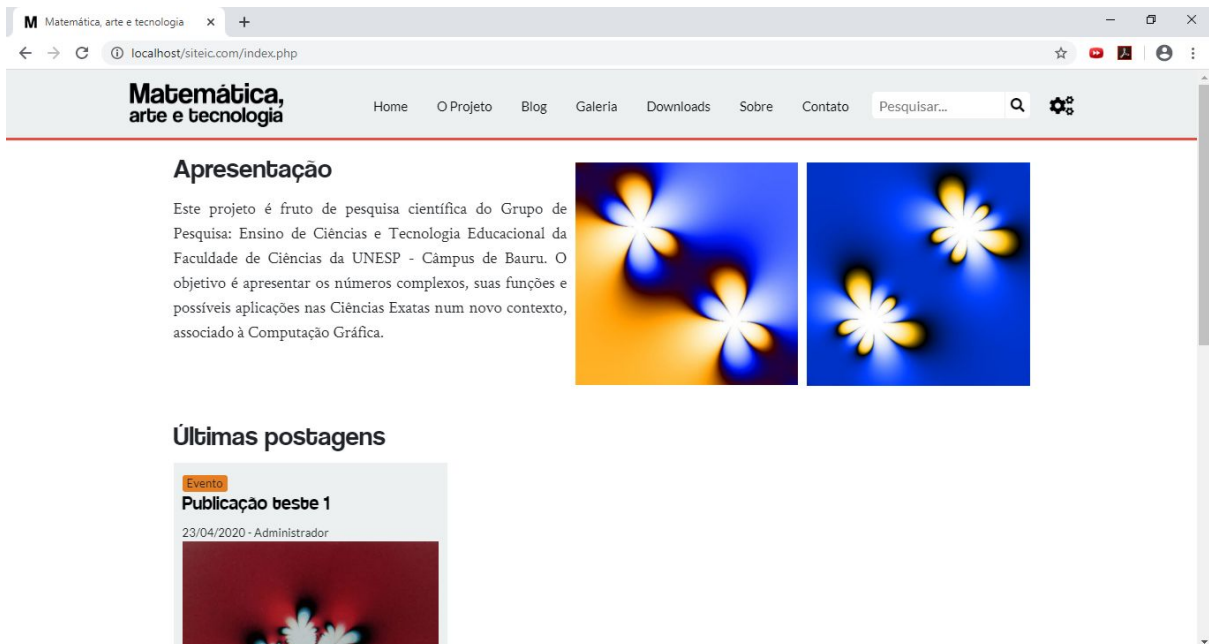 M Matemática, arte e tecnologia
localhost/siteic.com/index.php
Matemática,
arte e tecnologia
Home O Projeto Blog Galeria Downloads Sobre Contato Pesquisar...
Apresentação
Este projeto é fruto de pesquisa científica do Grupo de
Pesquisa: Ensino de Ciências e Tecnologia Educacional da
Faculdade de Ciências da UNESP - Câmpus de Bauru. O
objetivo é apresentar os números complexos, suas funções e
possíveis aplicações nas Ciências Exatas num novo contexto,
associado à Computação Gráfica.
Últimas postagens
Evento
Publicação teste 1
23/04/2020 - Administrador